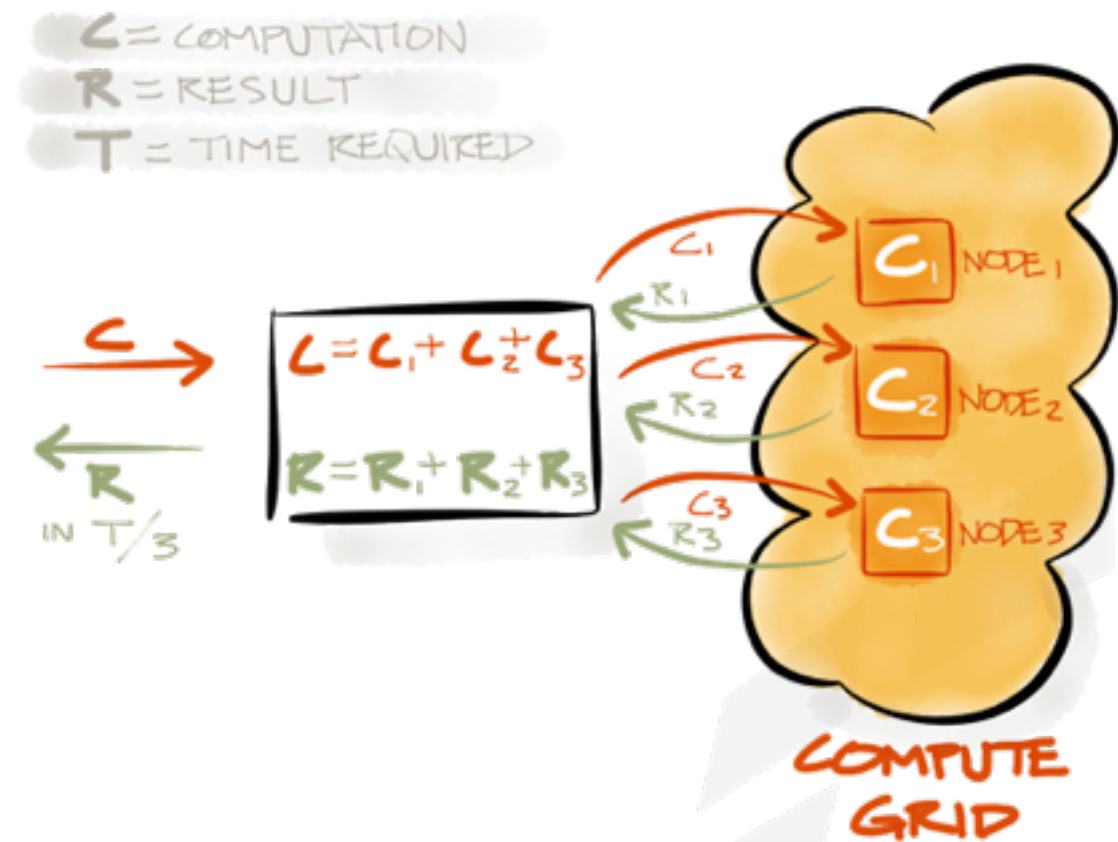 C = COMPUTATION
R = RESULT
T = TIME REQUIRED
C
R
IN T/3
C = C1 + C2 + C3
R = R1 + R2 + R3
C1
R1
C2
R2
C3
R3
C1 NODE 1
C2 NODE 2
C3 NODE 3
COMPUTE
GRID